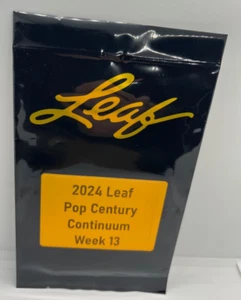 Leaf
2024 Leaf
Pop Century
Continuum
Week 13